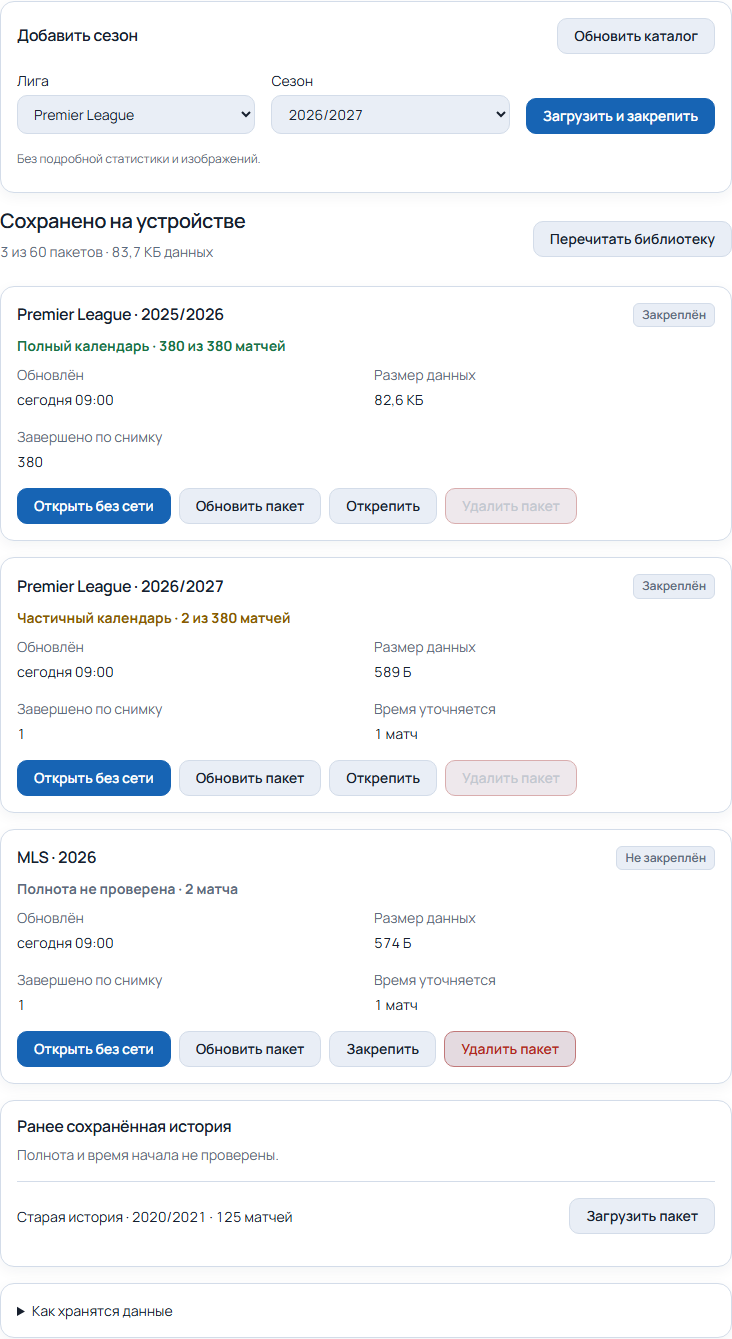 Добавить сезон
Обновить каталог
Лига
Сезон
Premier League
2026/2027
Загрузить и закрепить
Без подробной статистики и изображений.
Сохранено на устройстве
3 из 60 пакетов · 83,7 КБ данных
Перечитать библиотеку
Premier League · 2025/2026
Закреплён
Полный календарь · 380 из 380 матчей
Обновлён
Размер данных
сегодня 09:00
82,6 КБ
Завершено по снимку
380
Открыть без сети
Обновить пакет
Открепить
Удалить пакет
Premier League · 2026/2027
Закреплён
Частичный календарь · 2 из 380 матчей
Обновлён
Размер данных
сегодня 09:00
589 Б
Завершено по снимку
Время уточняется
1
1 матч
Открыть без сети
Обновить пакет
Открепить
Удалить пакет
MLS · 2026
Не закреплён
Полнота не проверена · 2 матча
Обновлён
Размер данных
сегодня 09:00
574 Б
Завершено по снимку
Время уточняется
1
1 матч
Открыть без сети
Обновить пакет
Закрепить
Удалить пакет
Ранее сохранённая история
Полнота и время начала не проверены.
Старая история · 2020/2021 · 125 матчей
Загрузить пакет
Как хранятся данные